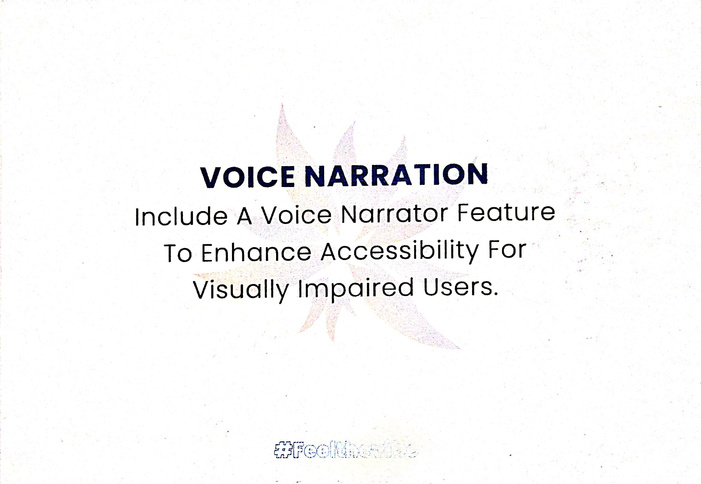 VOICE NARRATION
Include A Voice Narrator Feature
To Enhance Accessibility For
Visually Impaired Users.